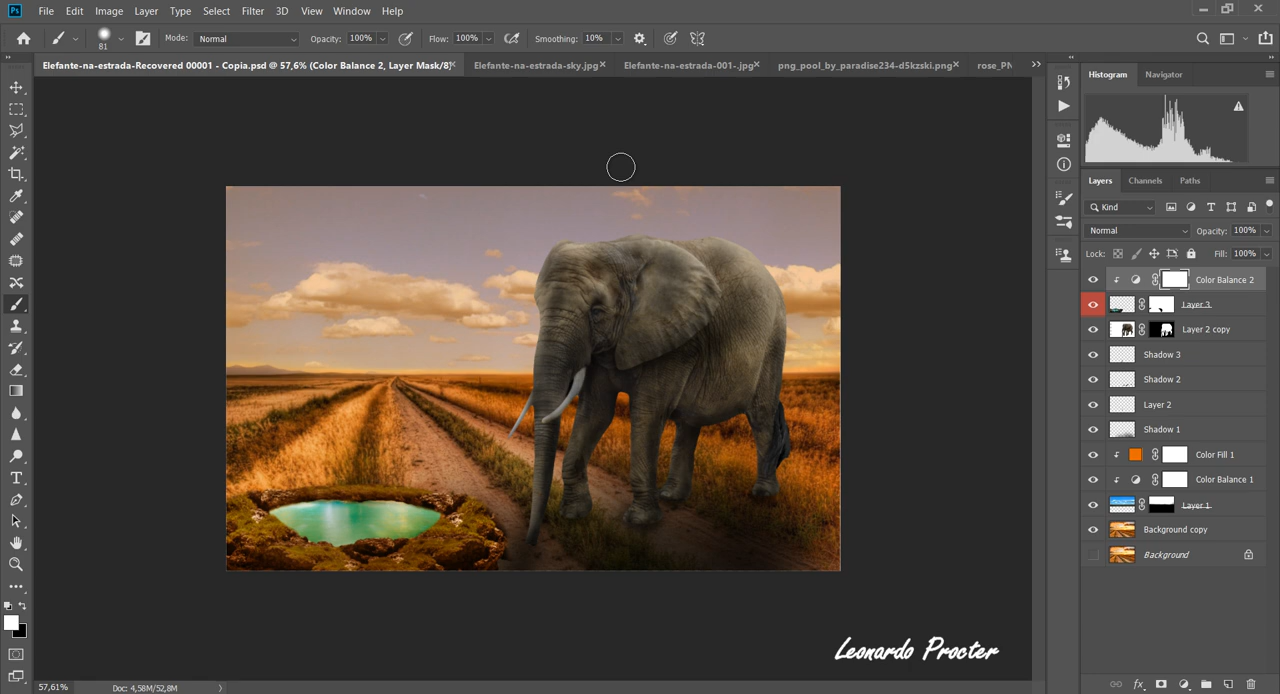 Ps File Edit Image Layer Type Select Filter 3D View Window Help
81 Mode: Normal Opacity: 100% Flow: 100% Smoothing: 10%
Elefante-na-estrada-Recovered 00001 - Copia.psd @ 57,6% (Color Balance 2, Layer Mask/8) Elefante-na-estrada-sky.jpg Elefante-na-estrada-001-.jpg png_pool_by_paradise234-d5kzski.png rose_PN
Histogram Navigator
Layers Channels Paths
Kind
Normal Opacity: 100%
Lock: Fill: 100%
Color Balance 2
Layer 3
Layer 2 copy
Shadow 3
Shadow 2
Layer 2
Shadow 1
Color Fill 1
Color Balance 1
Layer 1
Background copy
Background
Leonardo Procter
57,61% Doc: 4,58M/52,8M